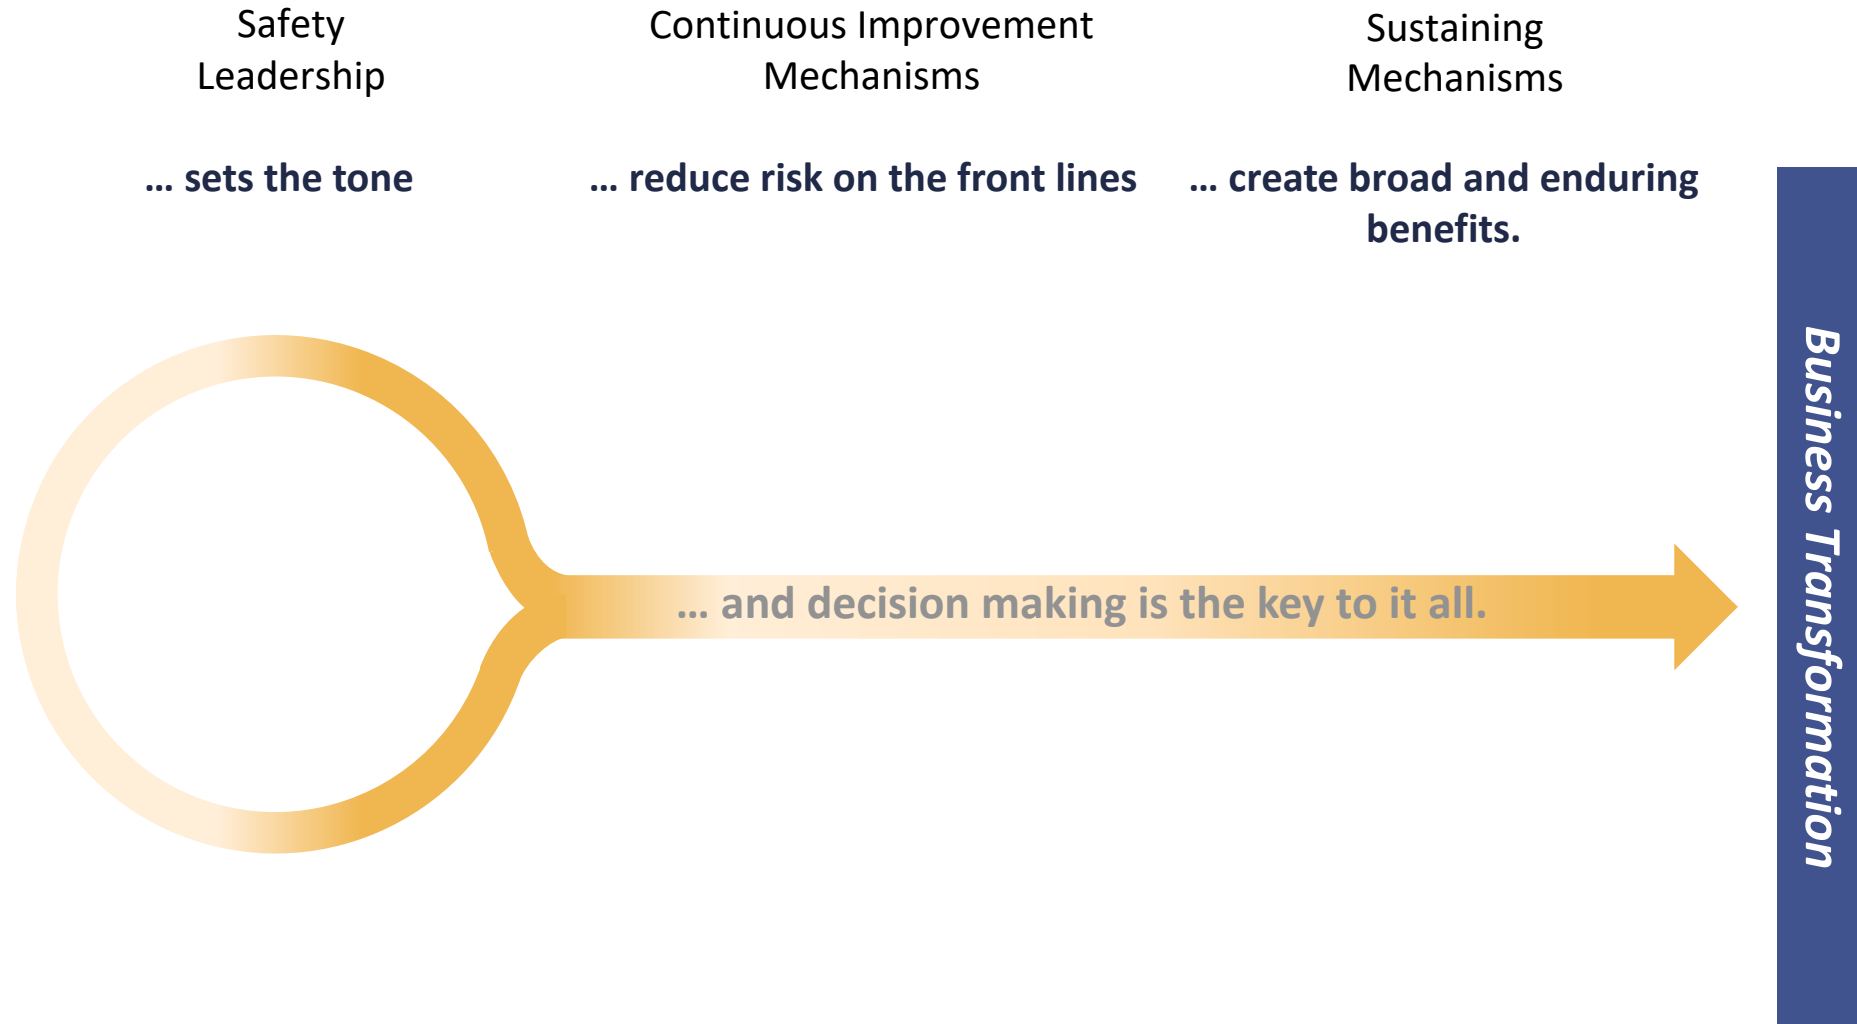 Safety
Leadership
Continuous Improvement
Mechanisms
Sustaining
Mechanisms
... sets the tone
... reduce risk on the front lines
... create broad and enduring
benefits.
... and decision making is the key to it all.
Business Transformation